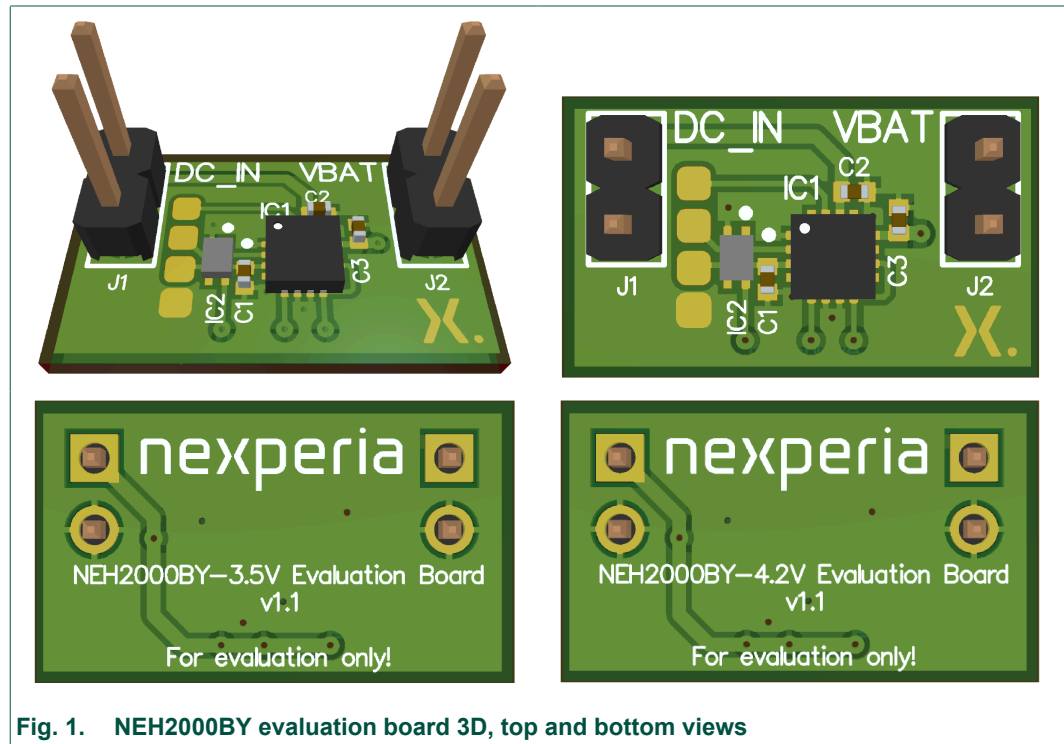 DC_IN VBAT
C2
IC1
J1
IC2
C1
C3
J2
X.
DC_IN VBAT
C2
IC1
J1
IC2
C1
C3
J2
X.
nexperia
NEH2000BY-3.5V Evaluation Board
v1.1
For evaluation only!
nexperia
NEH2000BY-4.2V Evaluation Board
v1.1
For evaluation only!
Fig. 1. NEH2000BY evaluation board 3D, top and bottom views